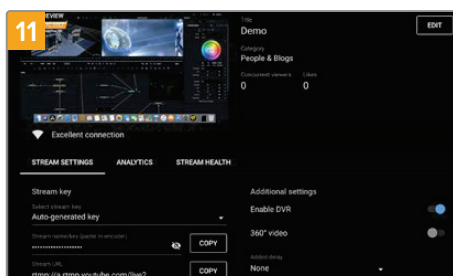 11
PREVIEW
Title
Demo
EDIT
Category
People & Blogs
Concurrent viewers Likes
0 0
Excellent connection
STREAM SETTINGS ANALYTICS STREAM HEALTH
Stream key
Select stream key
Auto-generated key
Stream name/key (paste in encoder)
COPY
Stream URL
rtmp://a.rtmp.youtube.com/live2
COPY
Additional settings
Enable DVR
360° video
Added delay
None